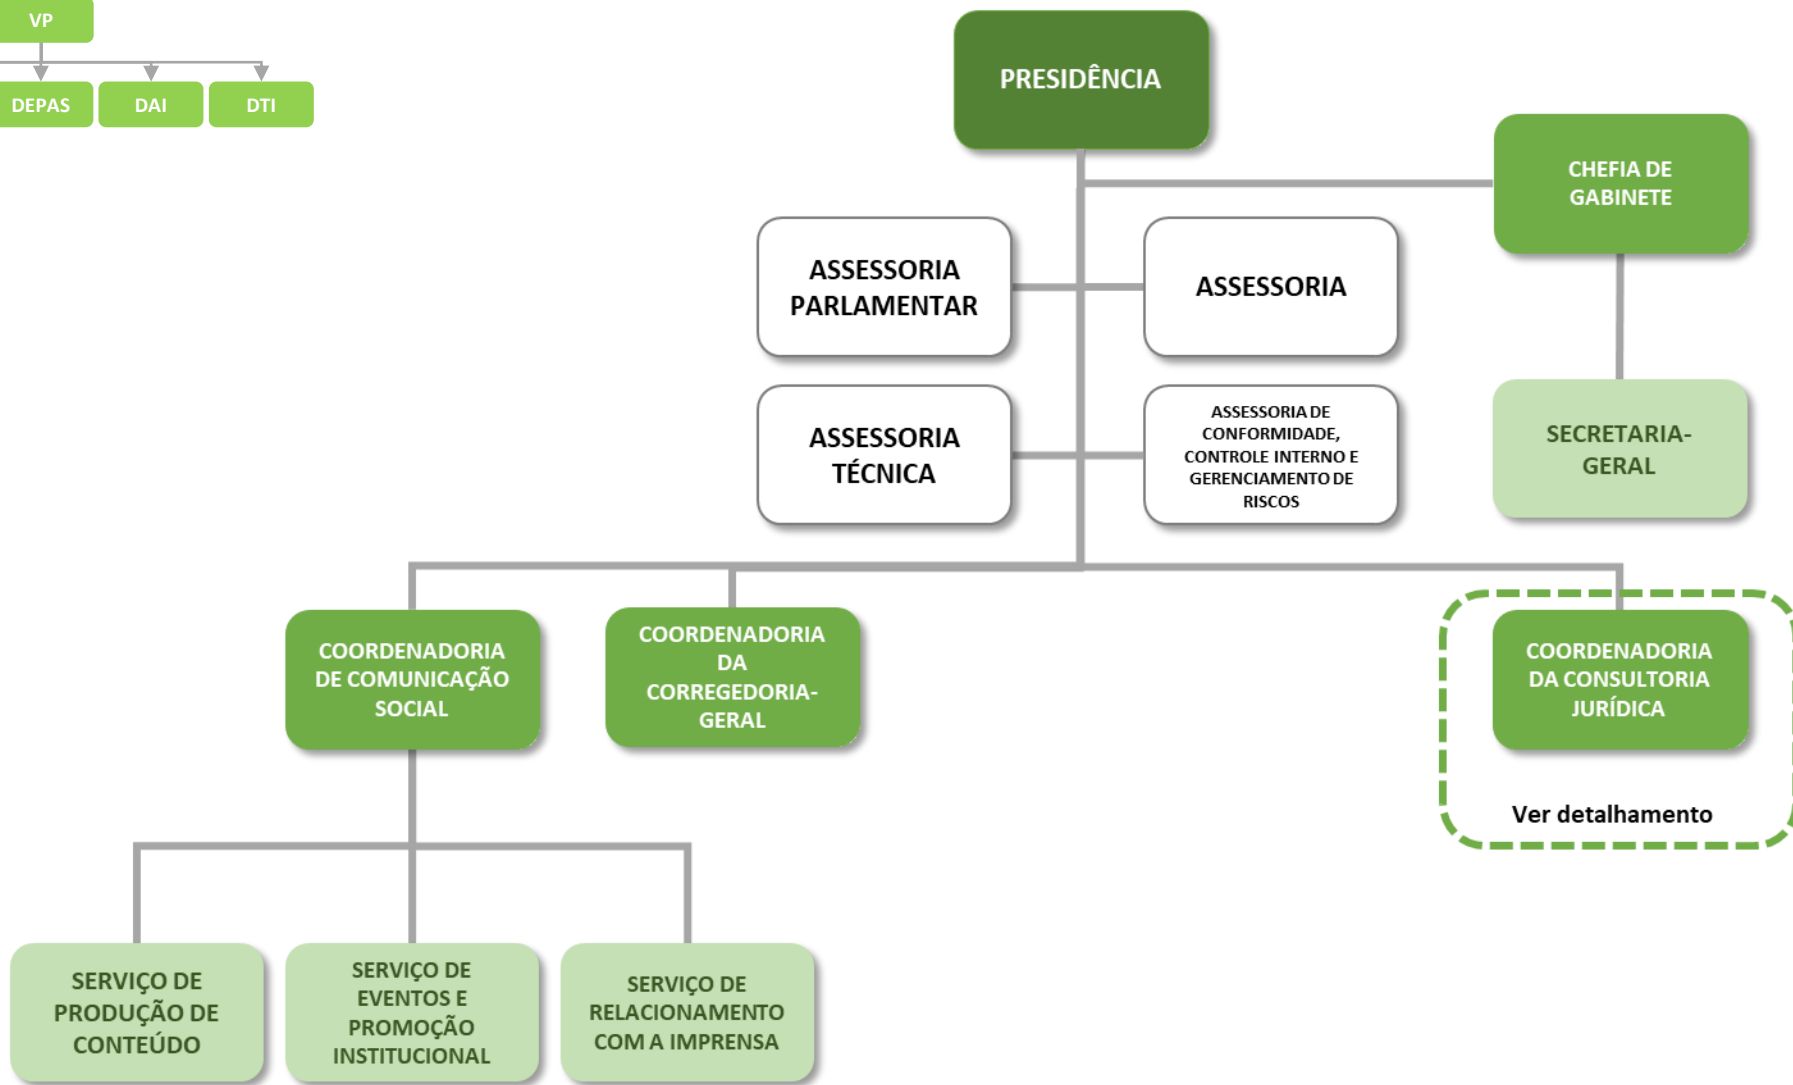 VP
DEPAS
DAI
DTI
PRESIDÊNCIA
CHEFIA DE
GABINETE
ASSESSORIA
PARLAMENTAR
ASSESSORIA
ASSESSORIA
TÉCNICA
ASSESSORIA DE
CONFORMIDADE,
CONTROLE INTERNO E
GERENCIAMENTO DE
RISCOS
SECRETARIA-
GERAL
COORDENADORIA
DE COMUNICAÇÃO
SOCIAL
COORDENADORIA
DA
CORREGEDORIA-
GERAL
COORDENADORIA
DA CONSULTORIA
JURÍDICA
Ver detalhamento
SERVIÇO DE
PRODUÇÃO DE
CONTEÚDO
SERVIÇO DE
EVENTOS E
PROMOÇÃO
INSTITUCIONAL
SERVIÇO DE
RELACIONAMENTO
COM A IMPRENSA